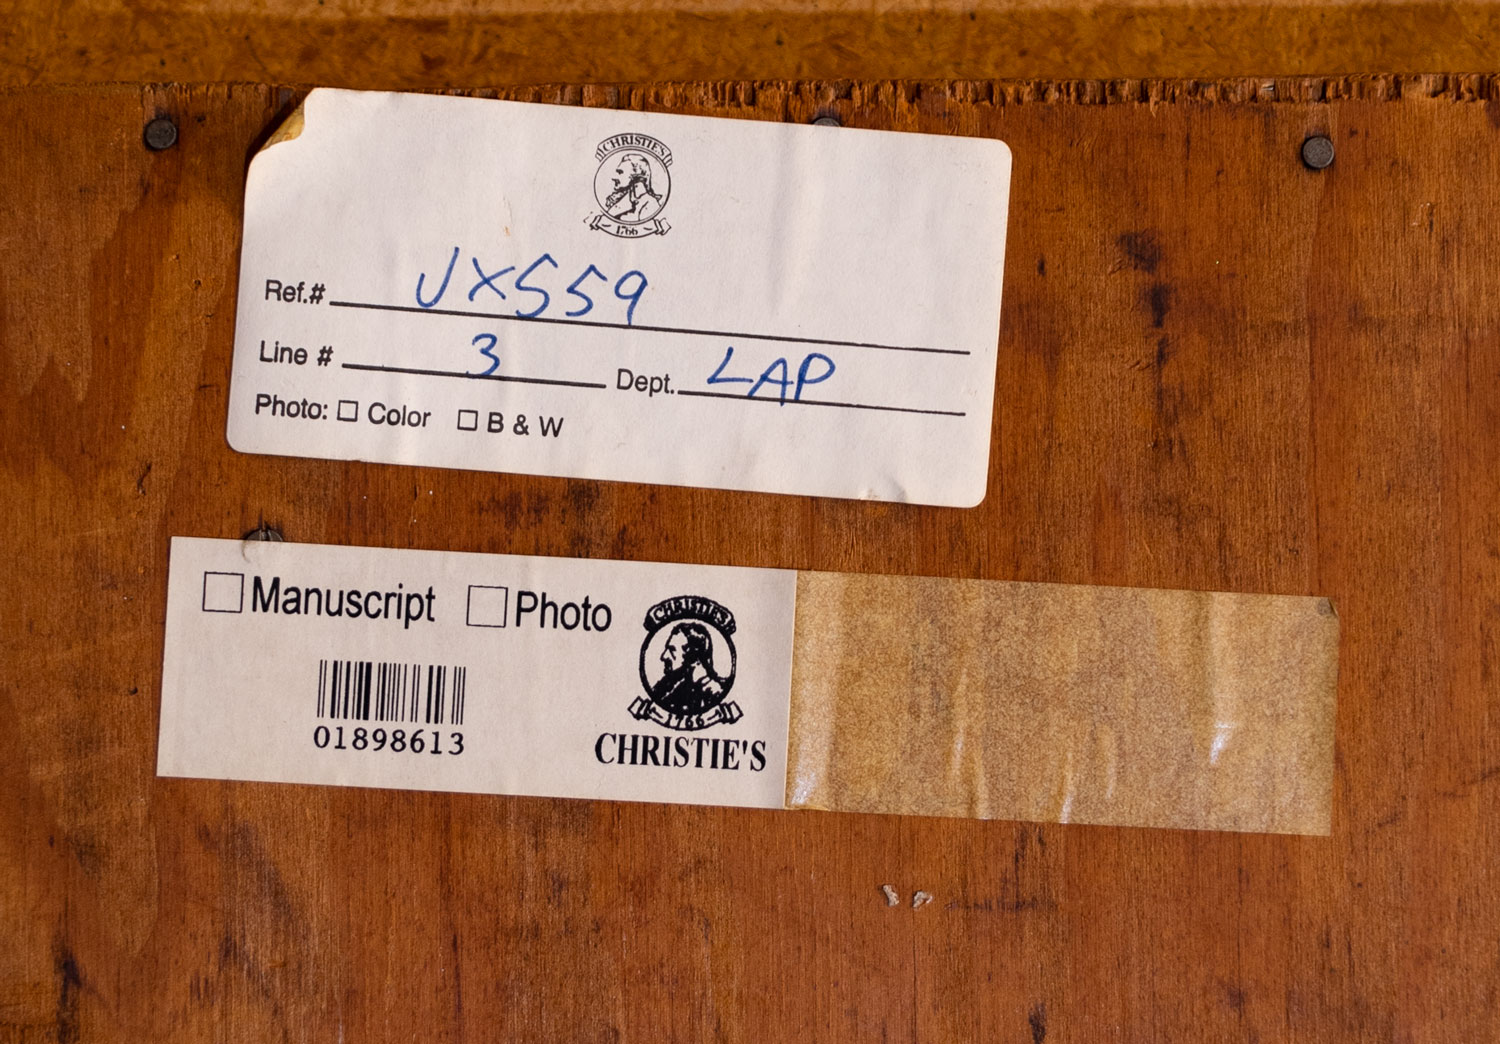 CHRISTIE'S
1766
Ref.# JX559
Line # 3 Dept. LAP
Photo: ☐ Color ☐ B & W
☐ Manuscript ☐ Photo
CHRISTIE'S
1766
01898613
CHRISTIE'S